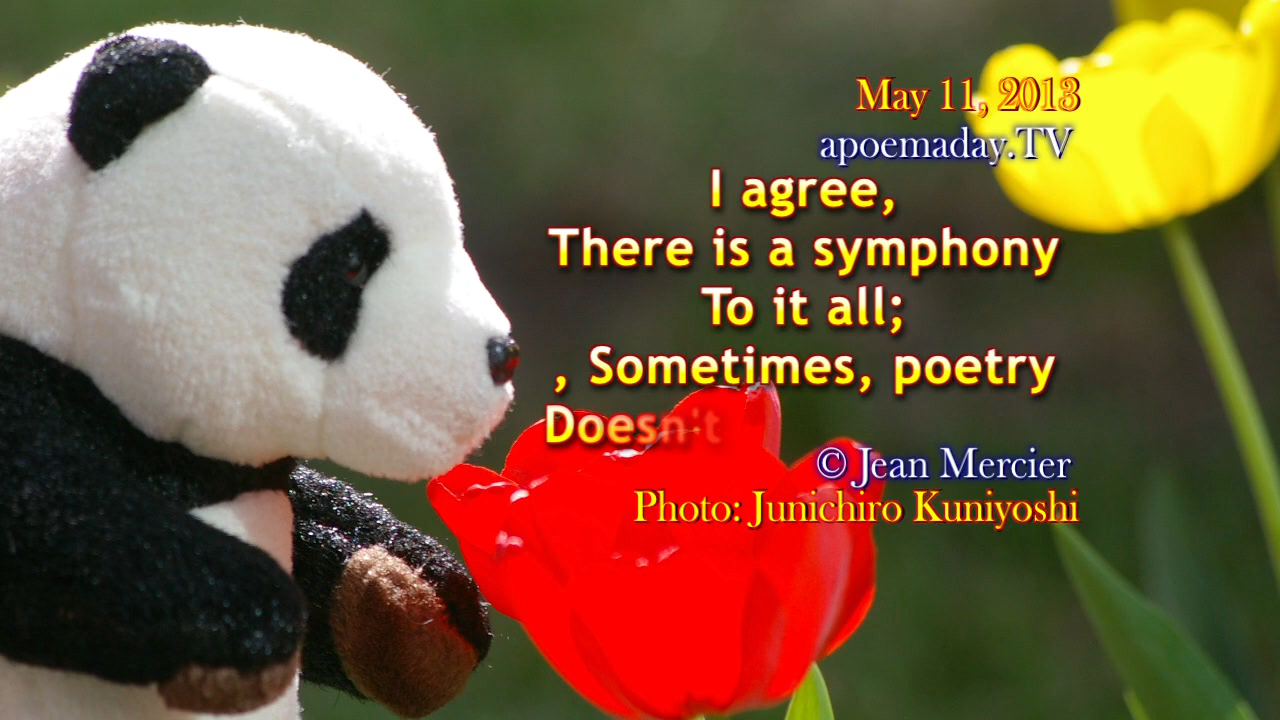 May 11, 2013
apoemaday.TV
I agree,
There is a symphony
To it all;
, Sometimes, poetry
Doesn't
© Jean Mercier
Photo: Junichiro Kuniyoshi